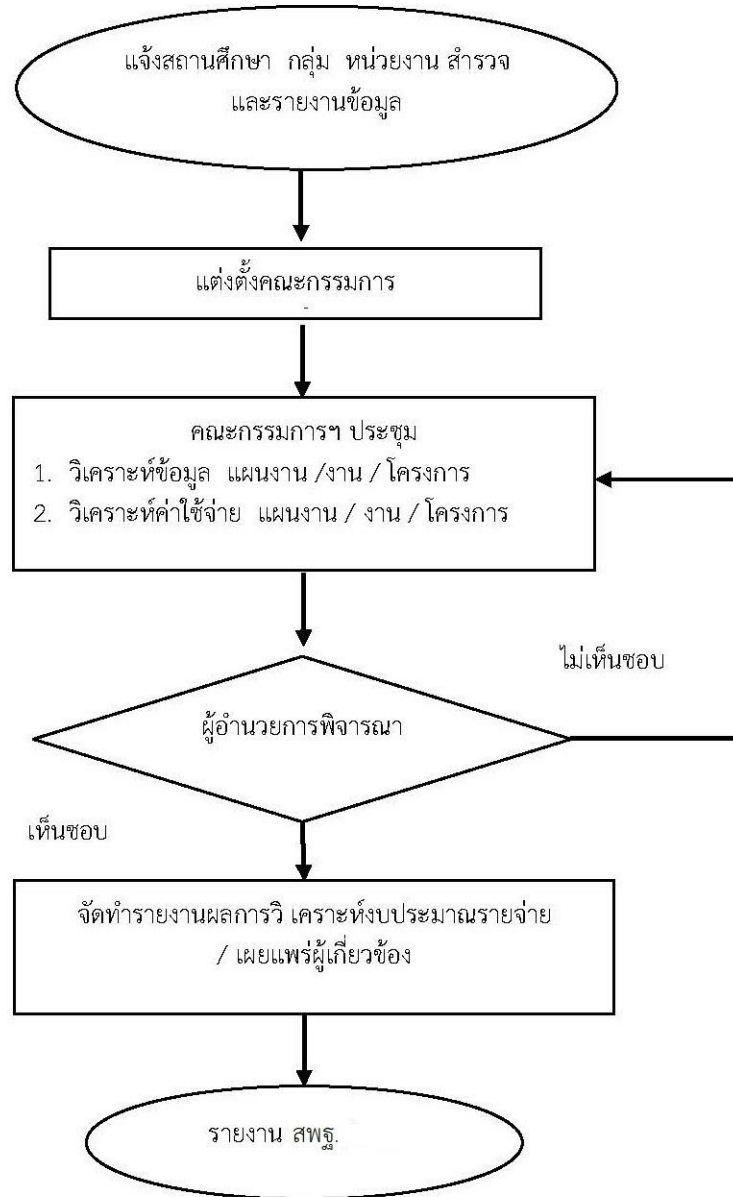 แจ้งสถานศึกษา กลุ่ม หน่วยงาน สำรวจ
และรายงานข้อมูล
แต่งตั้งคณะกรรมการ
คณะกรรมการฯ ประชุม
1. วิเคราะห์ข้อมูล แผนงาน /งาน / โครงการ
2. วิเคราะห์ค่าใช้จ่าย แผนงาน / งาน / โครงการ
ไม่เห็นชอบ
ผู้อำนวยการพิจารณา
เห็นชอบ
จัดทำรายงานผลการวิ เคราะห์งบประมาณรายจ่าย
/ เผยแพร่ผู้เกี่ยวข้อง
รายงาน สพฐ.